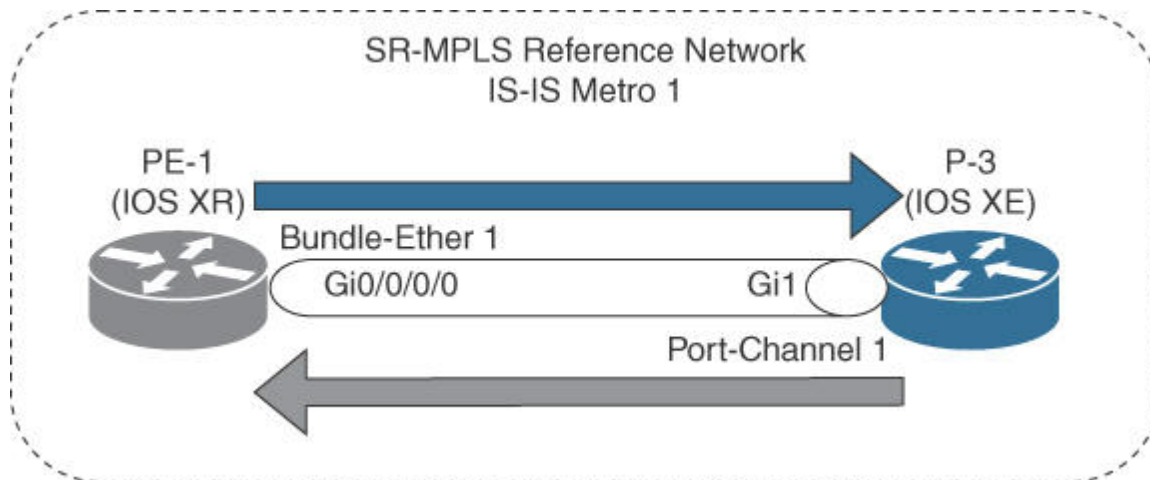 SR-MPLS Reference Network
IS-IS Metro 1
PE-1
(IOS XR)
P-3
(IOS XE)
Bundle-Ether 1
Gi0/0/0/0
Gi1
Port-Channel 1